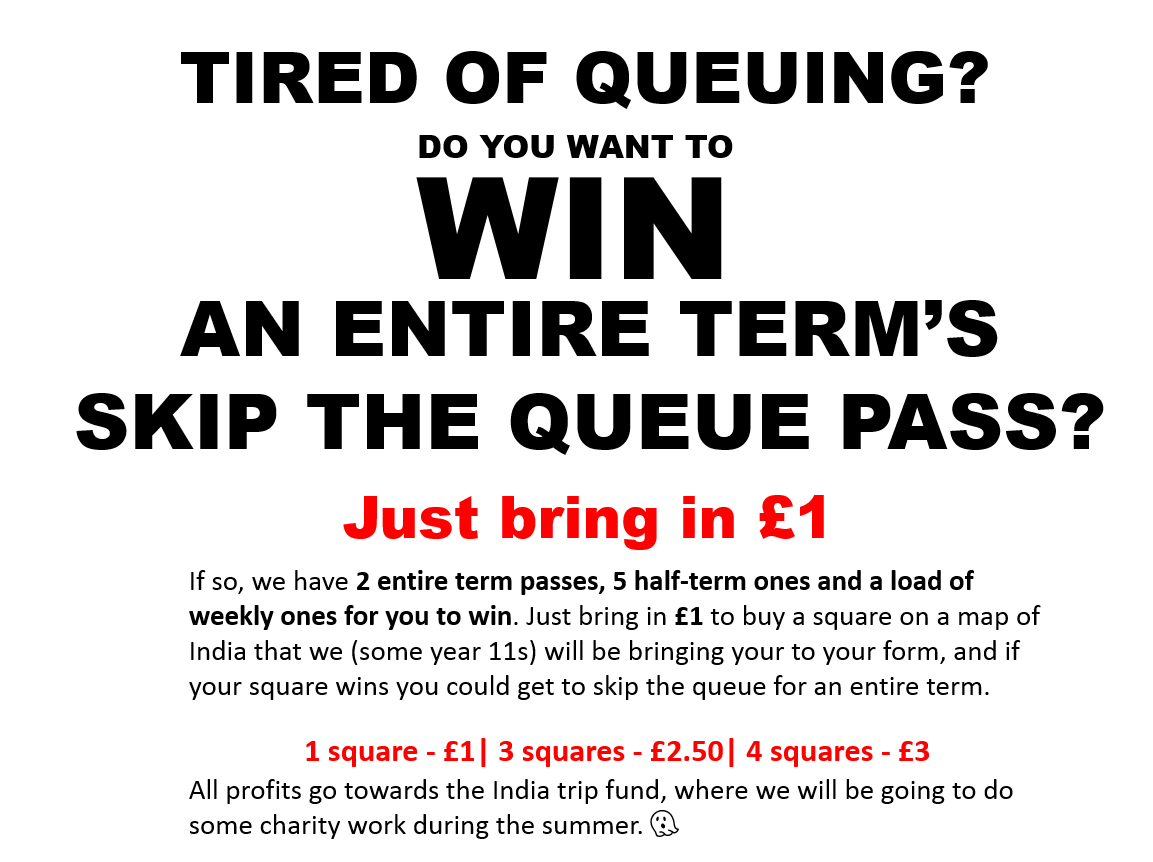 TIRED OF QUEUING?
DO YOU WANT TO
WIN
AN ENTIRE TERM’S
SKIP THE QUEUE PASS?
Just bring in £1
If so, we have 2 entire term passes, 5 half-term ones and a load of
weekly ones for you to win. Just bring in £1 to buy a square on a map of
India that we (some year 11s) will be bringing your to your form, and if
your square wins you could get to skip the queue for an entire term.
1 square - £1| 3 squares - £2.50| 4 squares - £3
All profits go towards the India trip fund, where we will be going to do
some charity work during the summer.